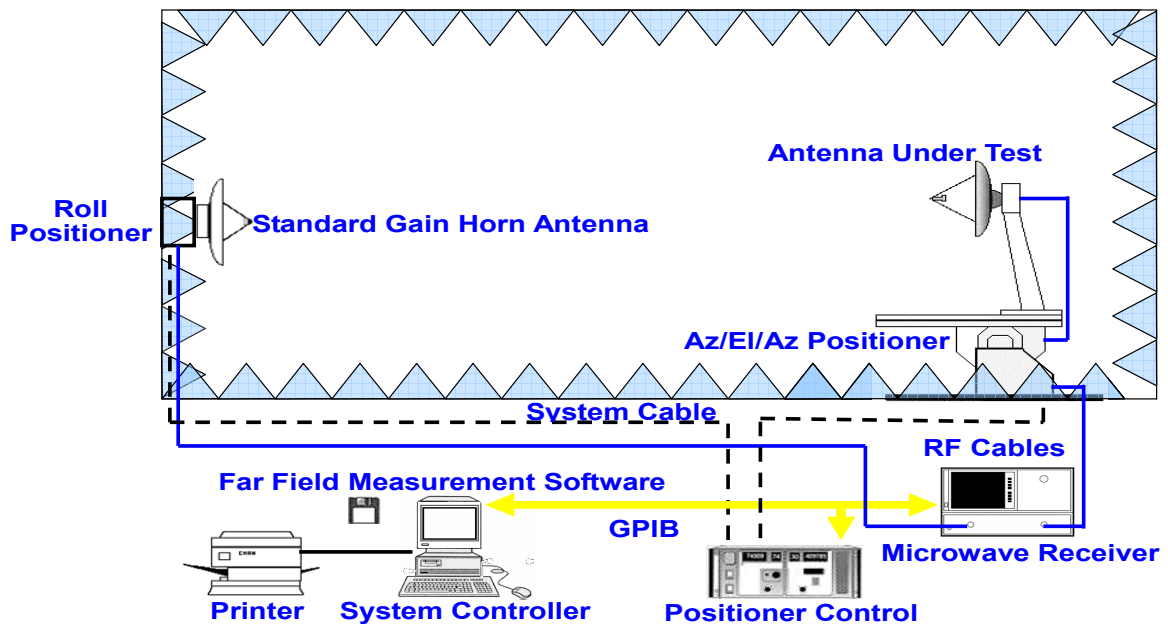 Antenna Under Test
Roll
Positioner
Standard Gain Horn Antenna
Az/El/Az Positioner
System Cable
RF Cables
Far Field Measurement Software
GPIB
Microwave Receiver
Printer
System Controller
Positioner Control